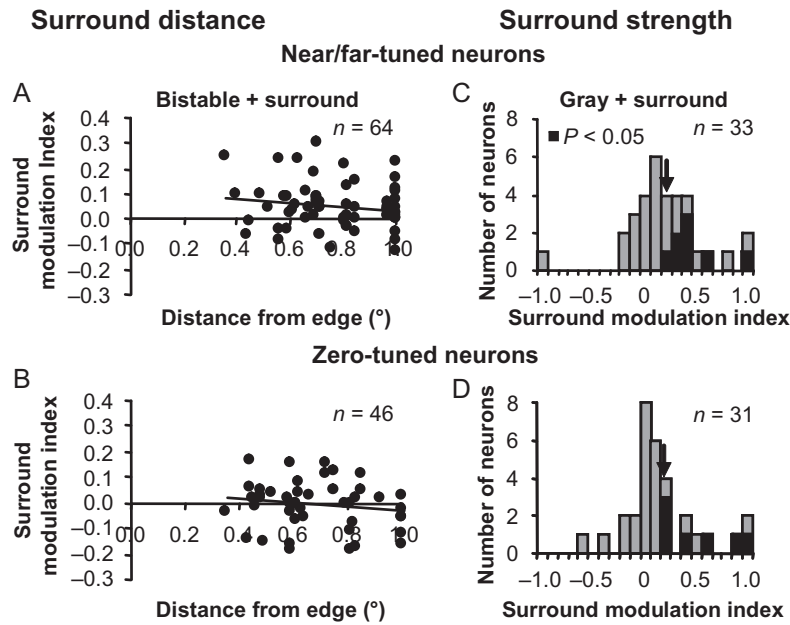 Surround distance
Surround strength
Near/far-tuned neurons
A
Bistable + surround
n = 64
Surround
modulation Index
0.4
0.3
0.2
0.1
0.0
–0.1
–0.2
–0.3
0.0 0.2 0.4 0.6 0.8 1.0
Distance from edge (°)
C
Gray + surround
P < 0.05
n = 33
Number of neurons
8
6
4
2
0
–1.0 –0.5 0 0.5 1.0
Surround modulation index
Zero-tuned neurons
B
n = 46
Surround
modulation index
0.4
0.3
0.2
0.1
0.0
–0.1
–0.2
–0.3
0.0 0.2 0.4 0.6 0.8 1.0
Distance from edge (°)
D
n = 31
Number of neurons
8
6
4
2
0
–1.0 –0.5 0 0.5 1.0
Surround modulation index